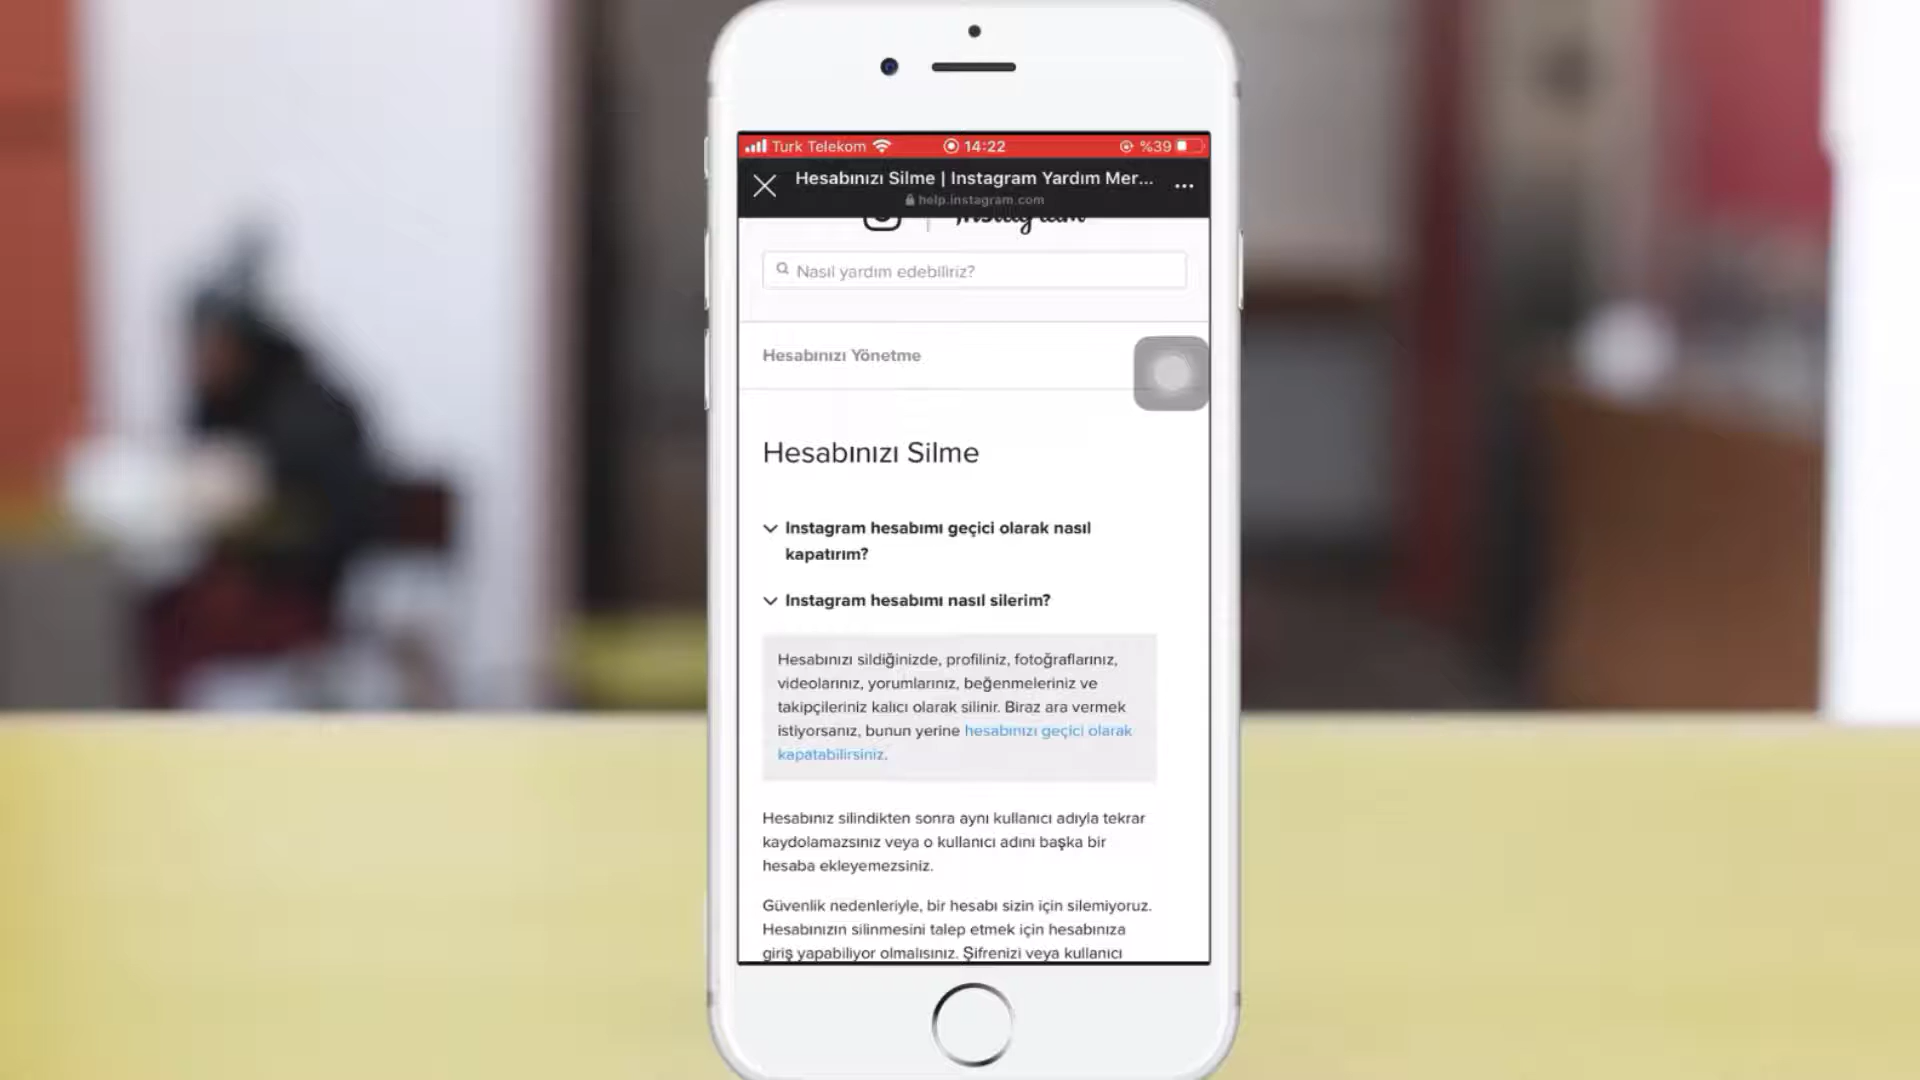 Turk Telekom 14:22 %39
Hesabınızı Silme | Instagram Yardım Mer...
help.instagram.com
Instagram
Nasıl yardım edebiliriz?
Hesabınızı Yönetme
Hesabınızı Silme
Instagram hesabımı geçici olarak nasıl
kapatırım?
Instagram hesabımı nasıl silerim?
Hesabınızı sildiğinizde, profiliniz, fotoğraflarınız,
videolarınız, yorumlarınız, beğenmeleriniz ve
takipçileriniz kalıcı olarak silinir. Biraz ara vermek
istiyorsanız, bunun yerine hesabınızı geçici olarak
kapatabilirsiniz.
Hesabınız silindikten sonra aynı kullanıcı adıyla tekrar
kaydolamazsınız veya o kullanıcı adını başka bir
hesaba ekleyemezsiniz.
Güvenlik nedenleriyle, bir hesabı sizin için silemiyoruz.
Hesabınızın silinmesini talep etmek için hesabınıza
giriş yapabiliyor olmalısınız. Şifrenizi veya kullanıcı